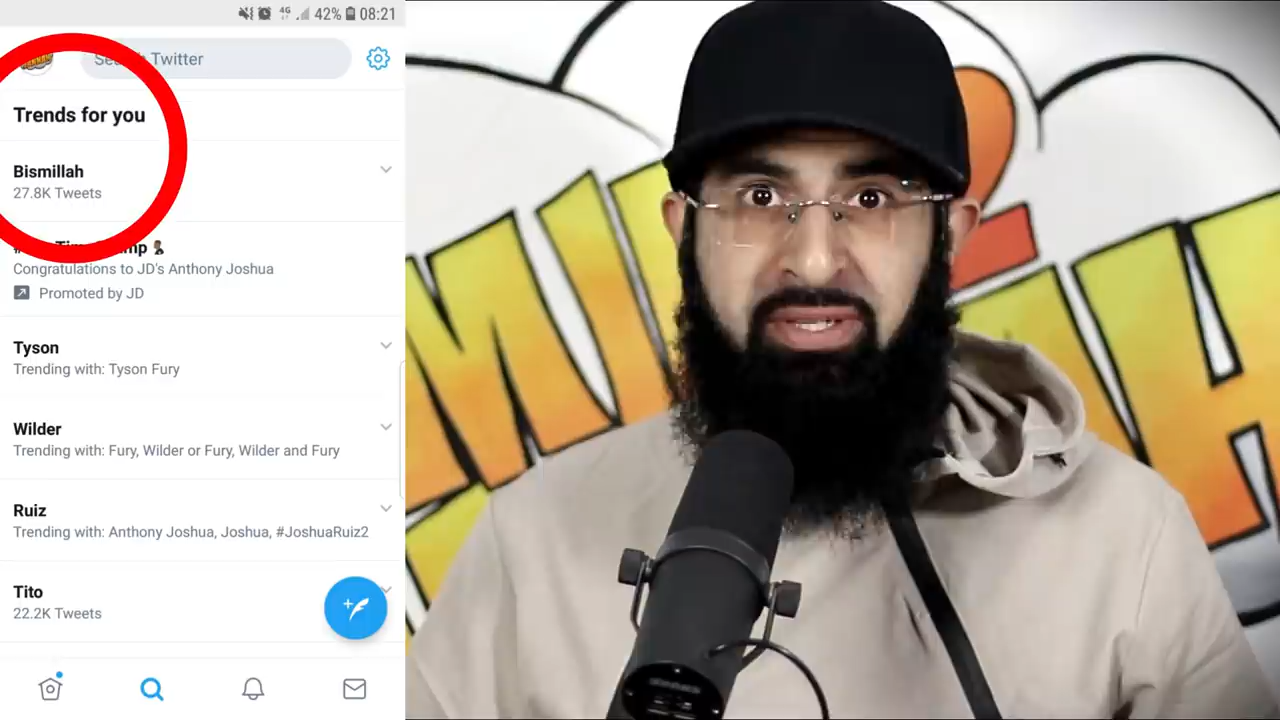 4G 42% 08:21
Search Twitter
Trends for you
Bismillah
27.8K Tweets
Congratulations to JD's Anthony Joshua
Promoted by JD
Tyson
Trending with: Tyson Fury
Wilder
Trending with: Fury, Wilder or Fury, Wilder and Fury
Ruiz
Trending with: Anthony Joshua, Joshua, #JoshuaRuiz2
Tito
22.2K Tweets